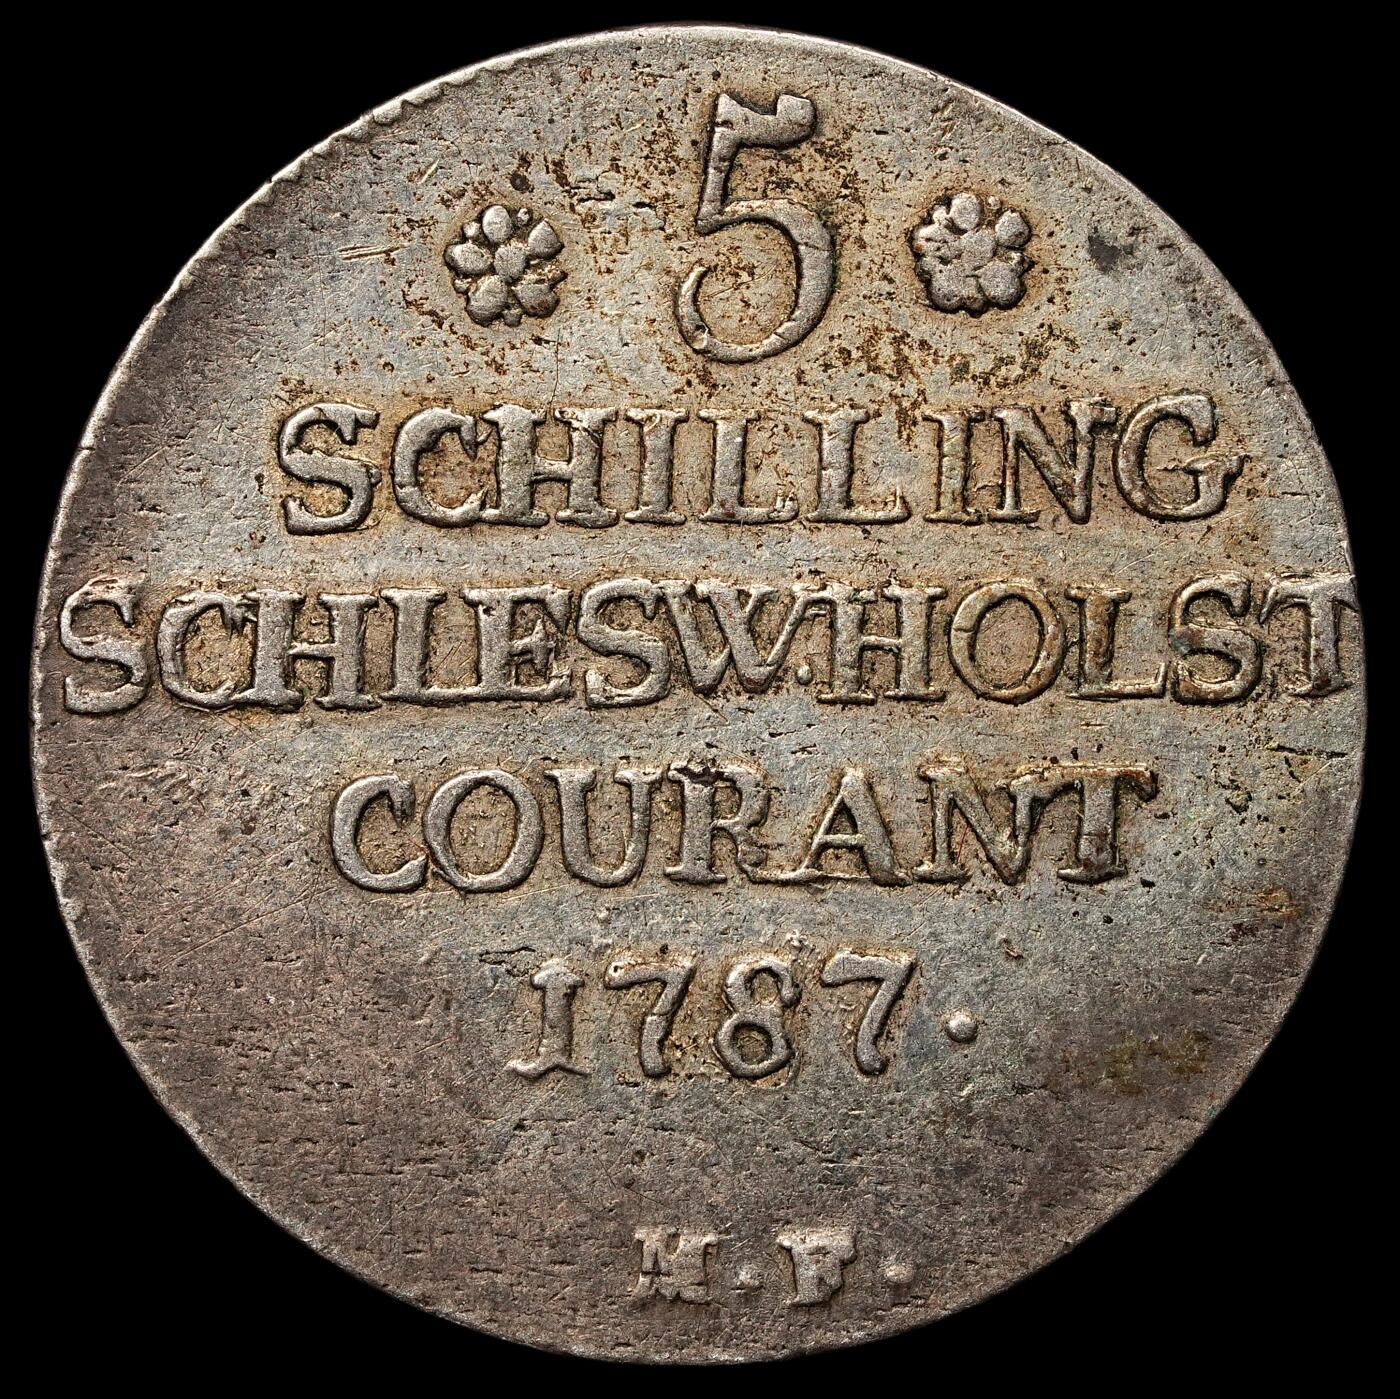 5
SCHILLING
SCHLESW.HOLST
COURANT
1787.
M.F.